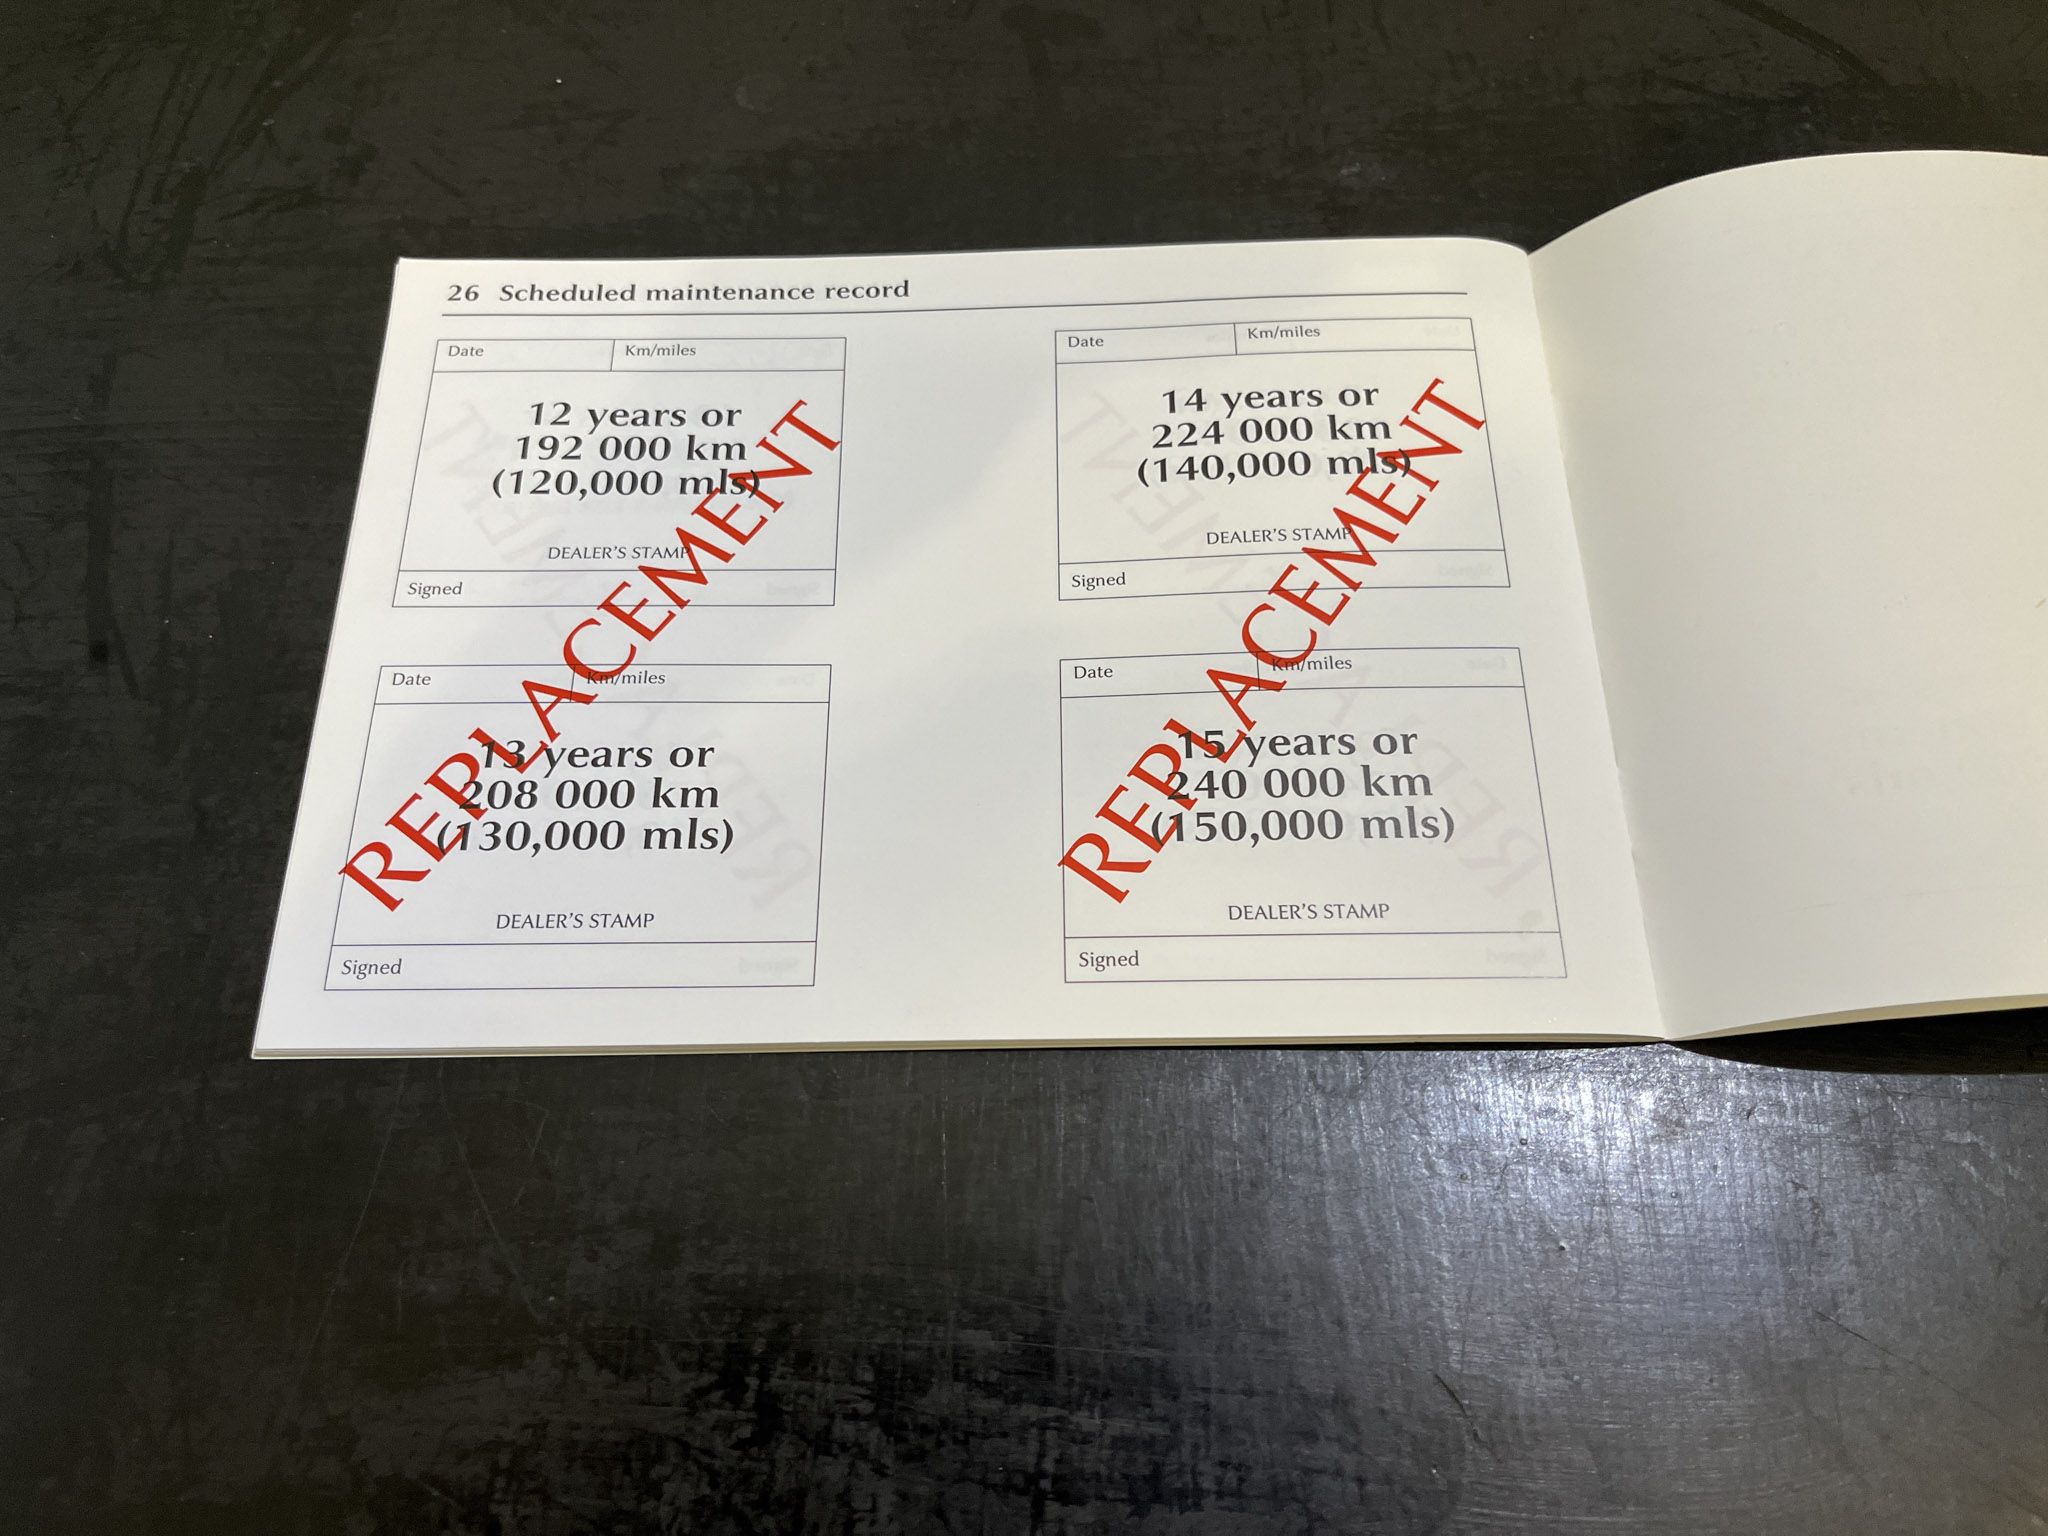 26 Scheduled maintenance record
Date Km/miles
12 years or
192 000 km
(120,000 mls)
DEALER'S STAMP
Signed
Date Km/miles
13 years or
208 000 km
(130,000 mls)
DEALER'S STAMP
Signed
REPLACEMENT
Date Km/miles
14 years or
224 000 km
(140,000 mls)
DEALER'S STAMP
Signed
Date Km/miles
15 years or
240 000 km
(150,000 mls)
DEALER'S STAMP
Signed
REPLACEMENT